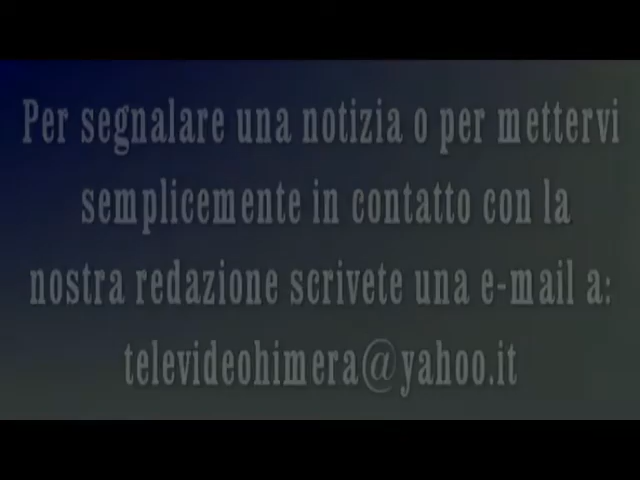 Per segnalare una notizia o per mettervi
semplicemente in contatto con la
nostra redazione scrivete una e-mail a:
televideohimera@yahoo.it